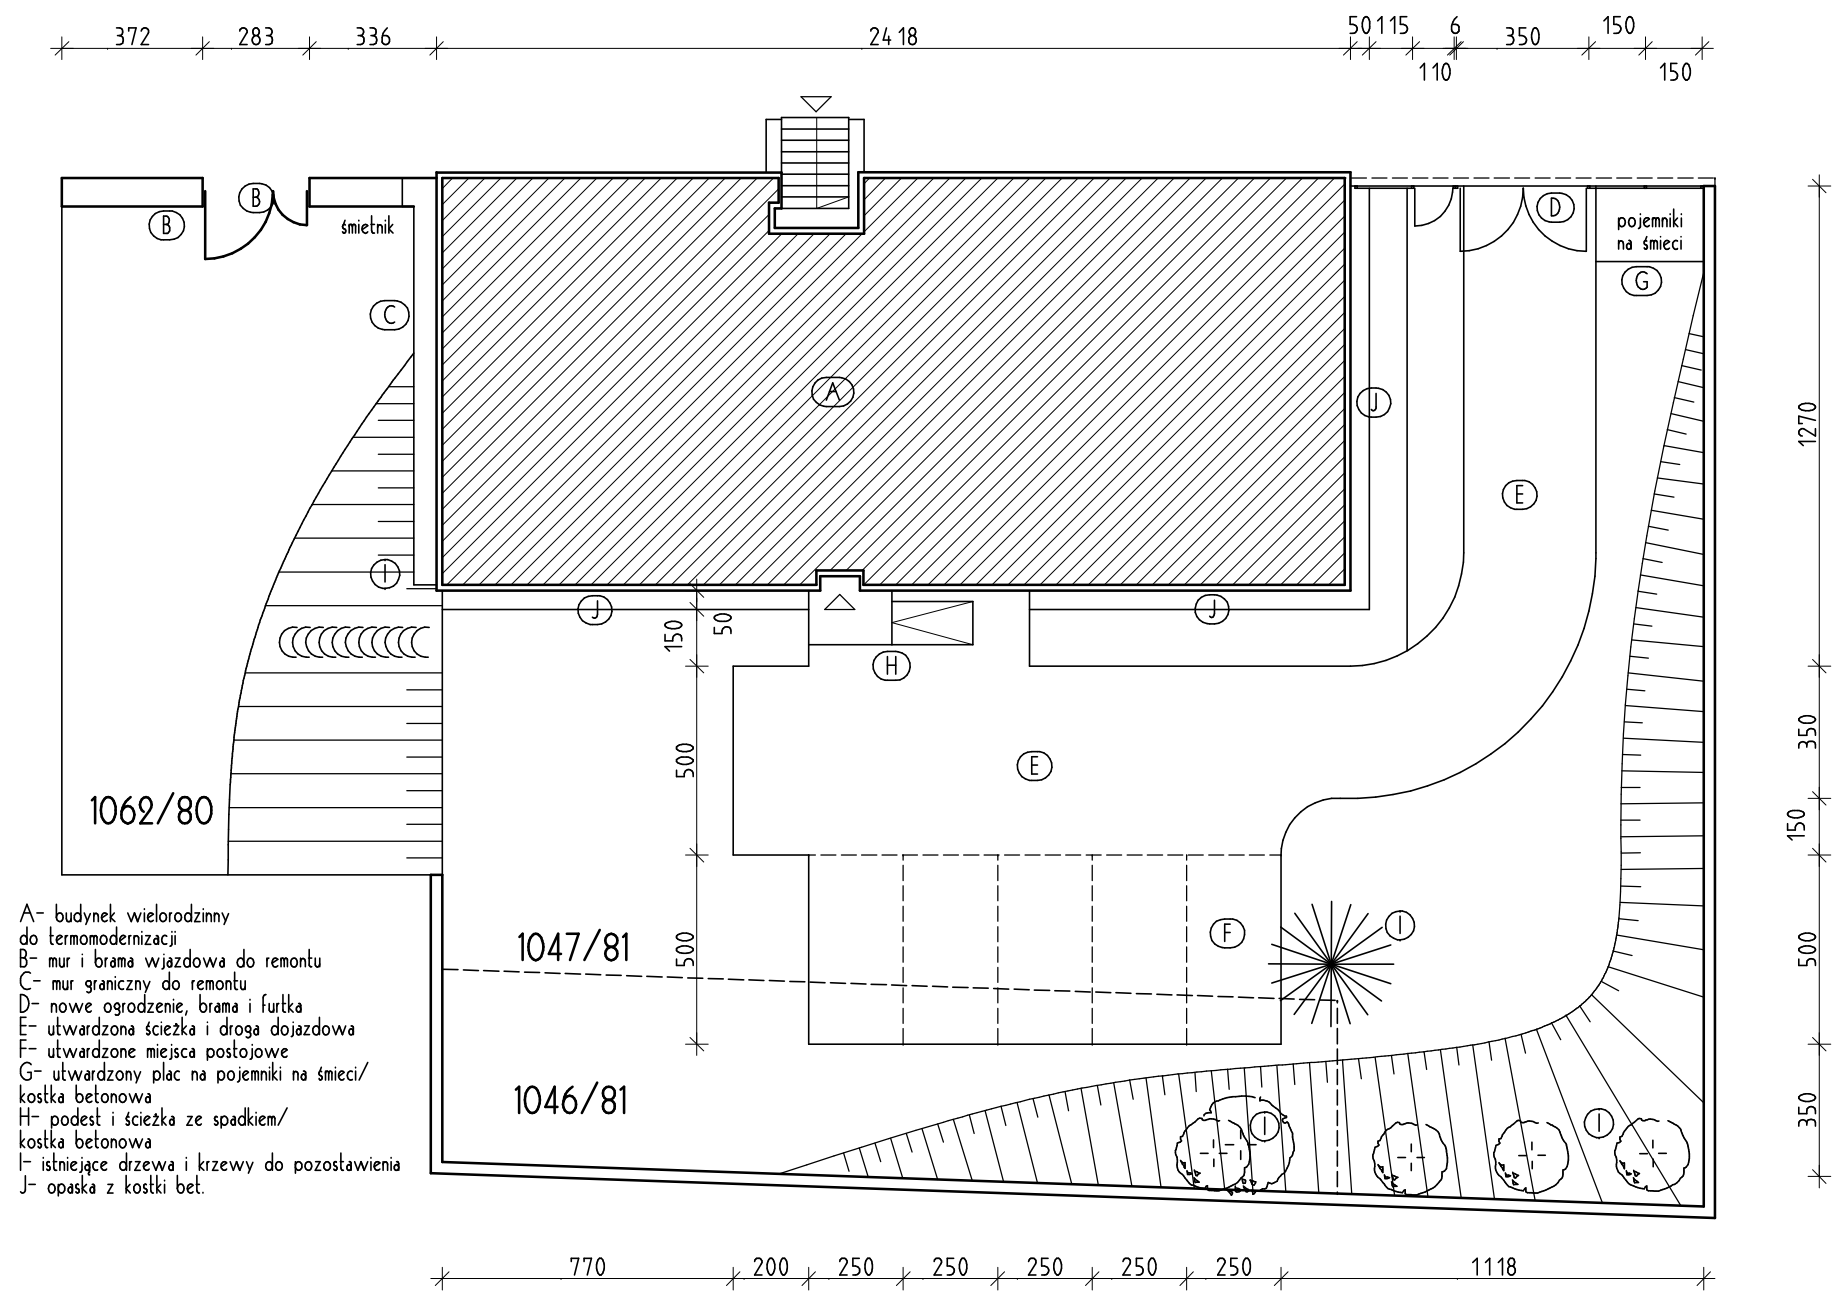 372 283 336 2418 50 115 6 350 150
110 150
B B D
śmietnik
pojemniki
na śmieci
G
C
A
J
1270
E
I
J J
150 50
H
350
500
E
1062/80
150
A- budynek wielorodzinny
do termomodernizacji
B- mur i brama wjazdowa do remontu
C- mur graniczny do remontu
D- nowe ogrodzenie, brama i furtka
E- utwardzona ścieżka i droga dojazdowa
F- utwardzone miejsca postojowe
G- utwardzony plac na pojemniki na śmieci/
kostka betonowa
H- podest i ścieżka ze spadkiem/
kostka betonowa
I- istniejące drzewa i krzewy do pozostawienia
J- opaska z kostki bet.
1047/81
500
F
I
500
1046/81
I
I
350
770 200 250 250 250 250 250 1118